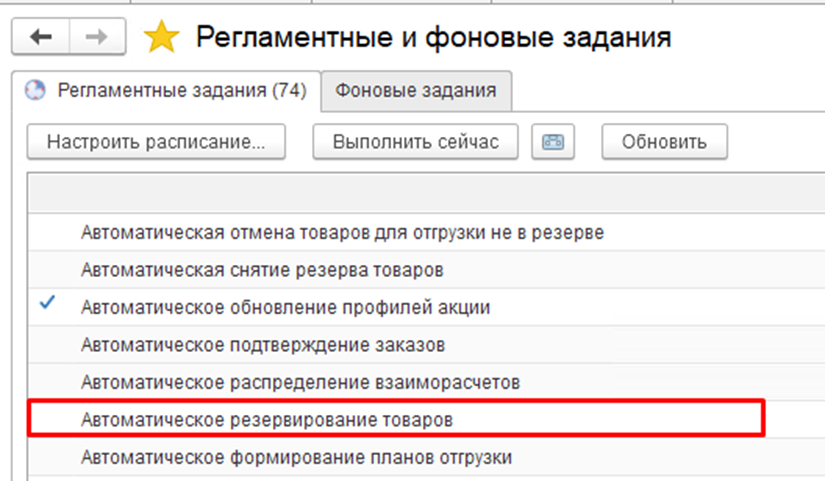 Регламентные и фоновые задания
Регламентные задания (74) Фоновые задания
Настроить расписание... Выполнить сейчас Обновить
Автоматическая отмена товаров для отгрузки не в резерве
Автоматическая снятие резерва товаров
Автоматическое обновление профилей акции
Автоматическое подтверждение заказов
Автоматическое распределение взаиморасчетов
Автоматическое резервирование товаров
Автоматическое формирование планов отгрузки